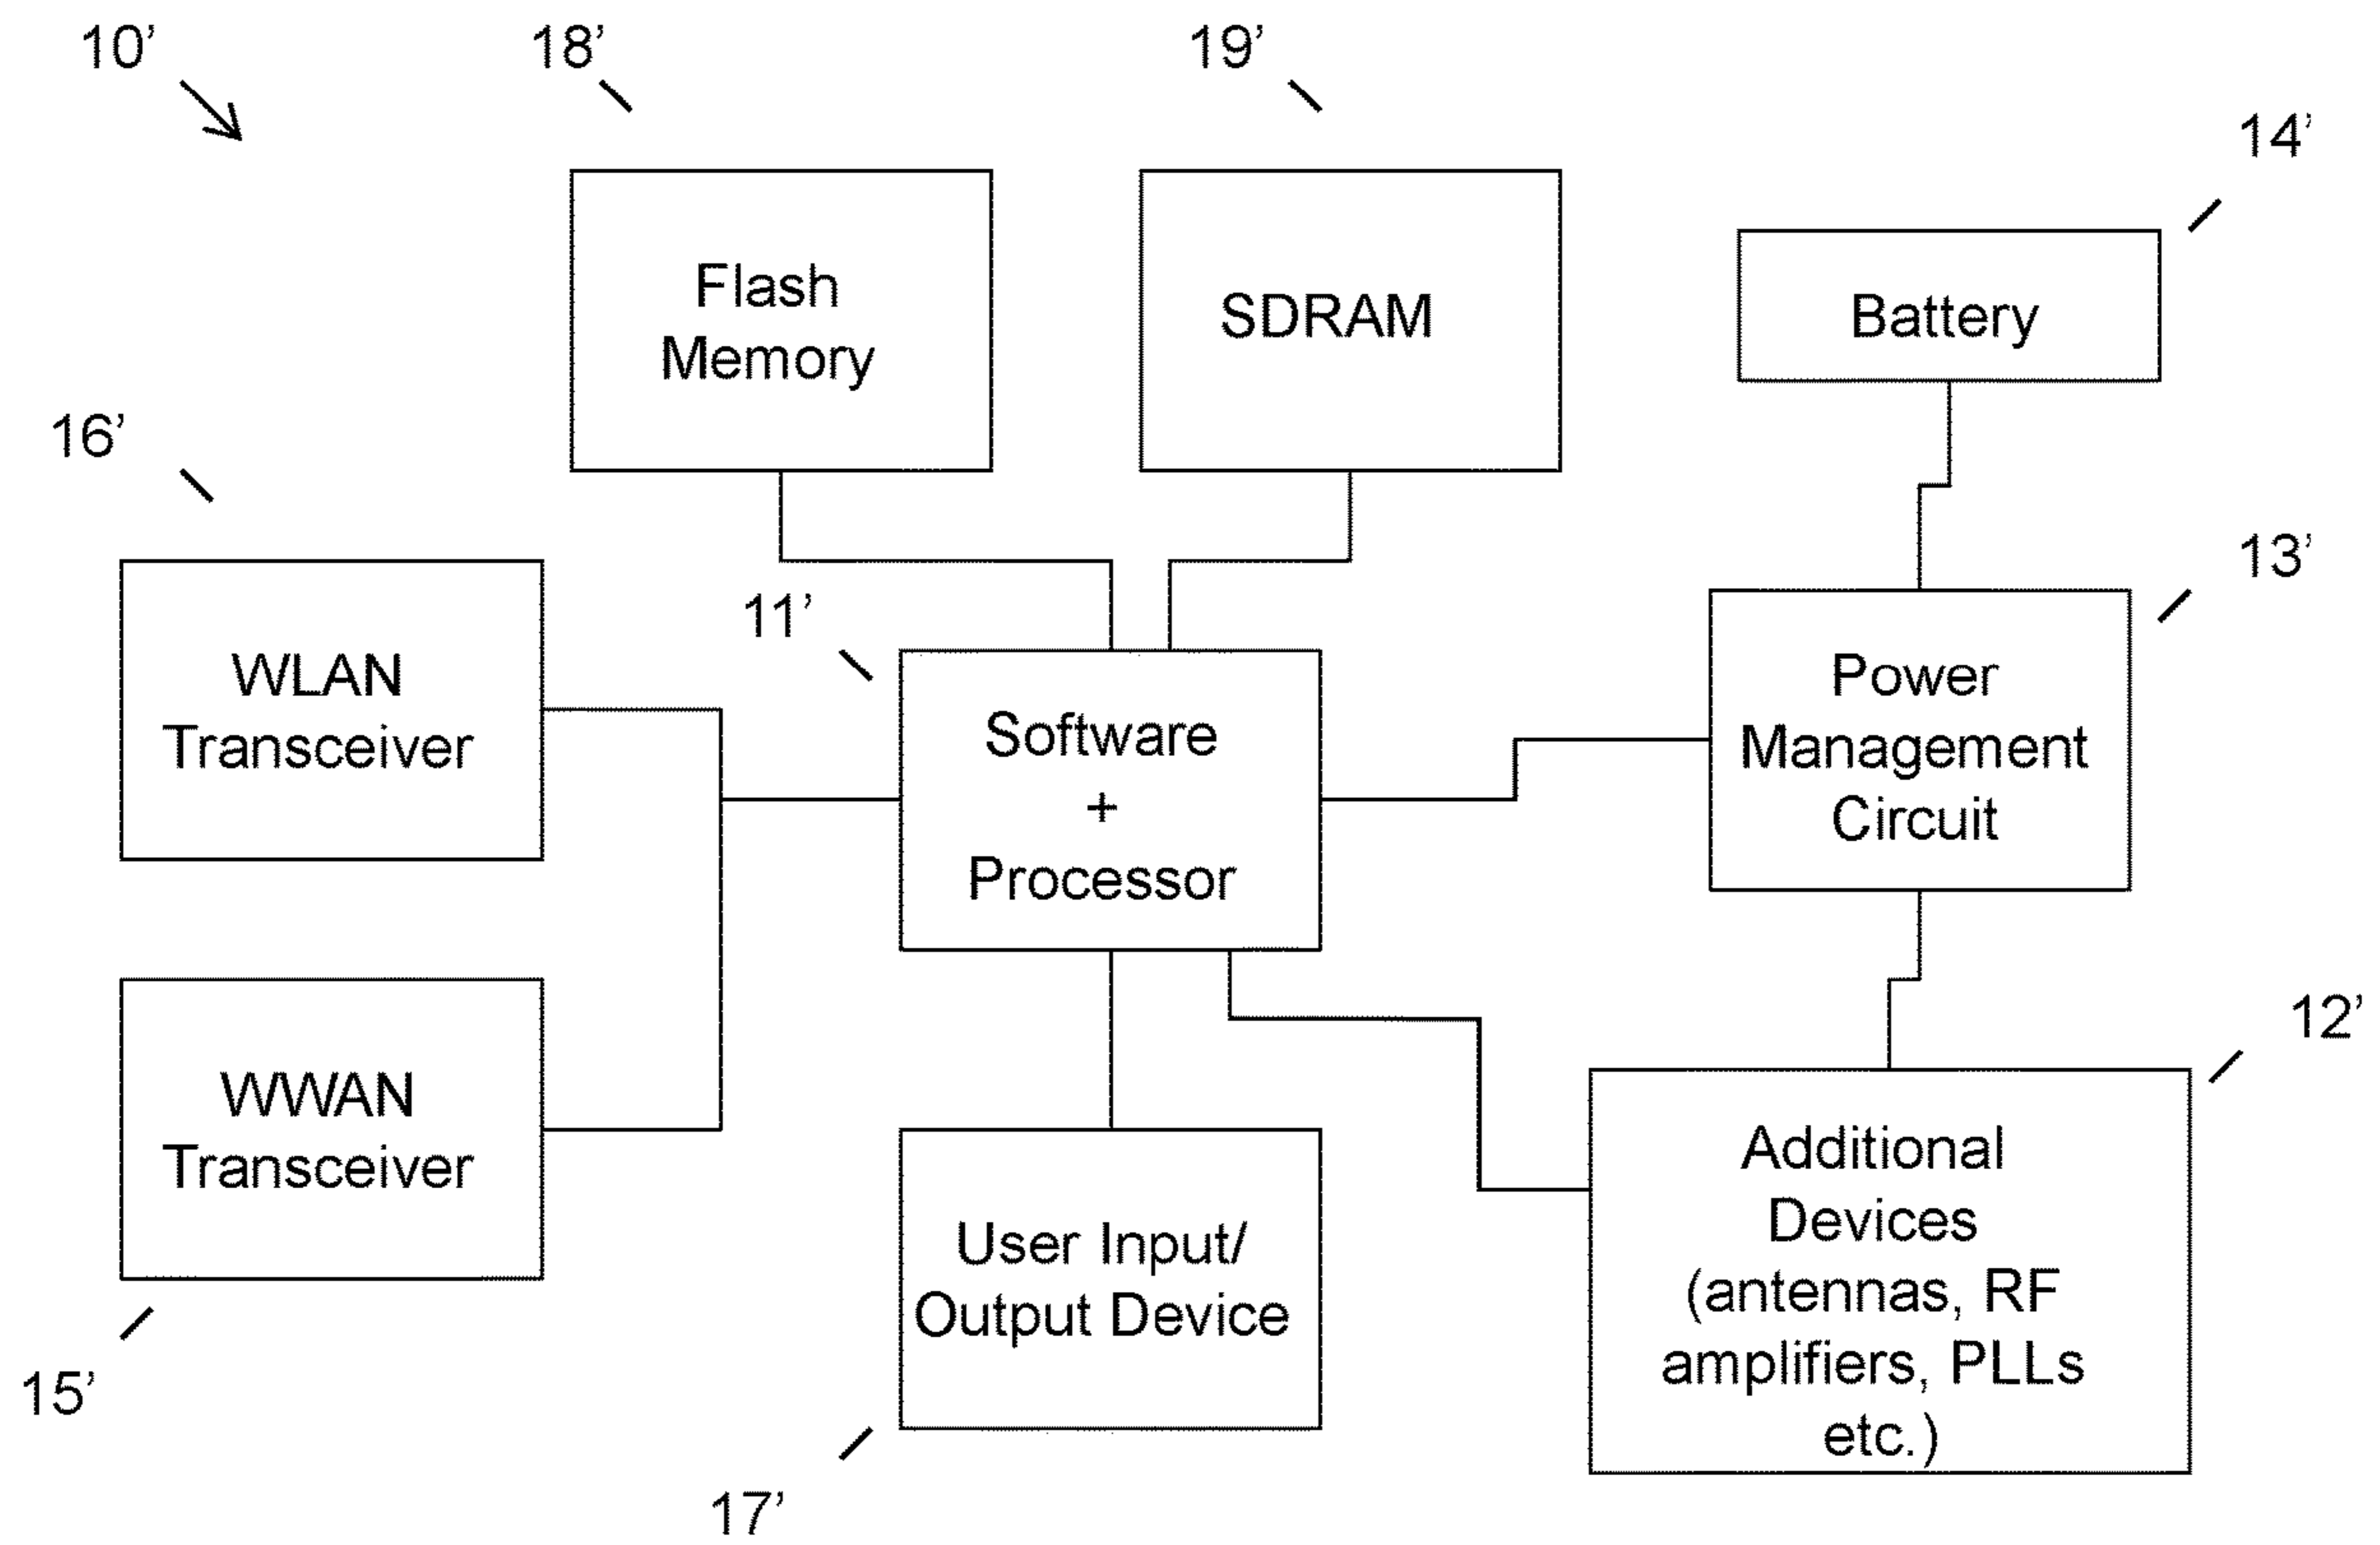 10’
18’
19’
14’
Flash
Memory
SDRAM
Battery
16’
13’
11’
WLAN
Transceiver
Software
+
Processor
Power
Management
Circuit
12’
WWAN
Transceiver
15’
User Input/
Output Device
17’
Additional
Devices
(antennas, RF
amplifiers, PLLs
etc.)